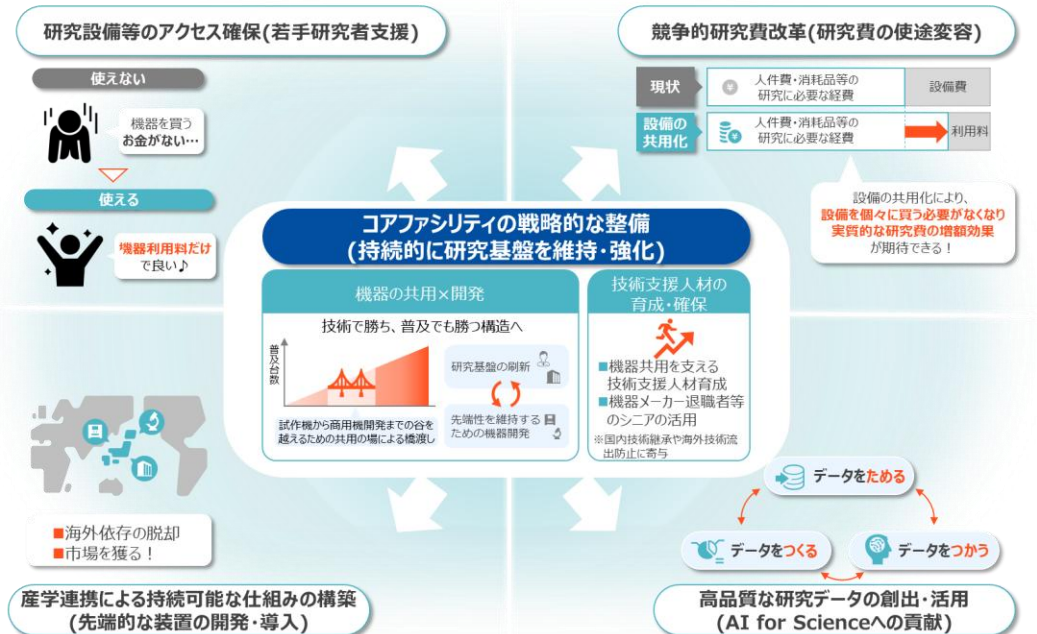 研究設備等のアクセス確保(若手研究者支援)
使えない
機器を買う
お金がない…
使える
機器利用料だけ
で良い♪
競争的研究費改革(研究費の使途変容)
現状
人件費・消耗品等の
研究に必要な経費
設備費
設備の
共用化
人件費・消耗品等の
研究に必要な経費
利用料
設備の共用化により、
設備を個々に買う必要がなくなり
実質的な研究費の増額効果
が期待できる！
コアファシリティの戦略的な整備
(持続的に研究基盤を維持・強化)
機器の共用×開発
技術で勝ち、普及でも勝つ構造へ
普及台数
試作機から商用機開発までの谷を
越えるための共用の場による橋渡し
研究基盤の刷新
先端性を維持する
ための機器開発
技術支援人材の
育成・確保
■機器共用を支える
技術支援人材育成
■機器メーカー退職者等
のシニアの活用
※国内技術継承や海外技術流
出防止に寄与
■海外依存の脱却
■市場を獲る！
産学連携による持続可能な仕組みの構築
(先端的な装置の開発・導入)
データをためる
データをつくる
データをつかう
高品質な研究データの創出・活用
(AI for Scienceへの貢献)